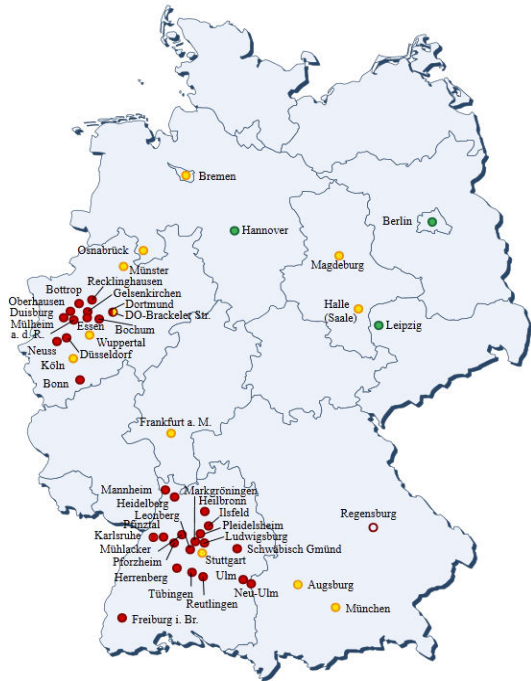 Bremen
Hannover
Berlin
Osnabrück
Münster
Magdeburg
Recklinghausen
Bottrop
Gelsenkirchen
Oberhausen
Dortmund
Halle
(Saale)
Duisburg
DO-Brackeler Str.
Mülheim
a. d. R.
Essen
Bochum
Leipzig
Wuppertal
Neuss
Düsseldorf
Köln
Bonn
Frankfurt a. M.
Mannheim
Markgröningen
Heidelberg
Heilbronn
Leonberg
Ilsfeld
Pfinztal
Pleidelsheim
Regensburg
Karlsruhe
Ludwigsburg
Mühlacker
Schwäbisch Gmünd
Pforzheim
Stuttgart
Herrenberg
Ulm
Tübingen
Neu-Ulm
Augsburg
Reutlingen
München
Freiburg i. Br.